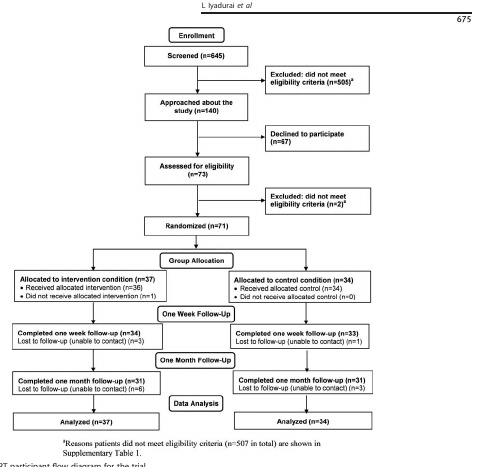 L Iyadurai et al
675
Enrollment
Screened (n=645)
Excluded: did not meet
eligibility criteria (n=505)a
Approached about the
study (n=140)
Declined to participate
(n=67)
Assessed for eligibility
(n=73)
Excluded: did not meet
eligibility criteria (n=2)a
Randomized (n=71)
Group Allocation
Allocated to intervention condition (n=37)
• Received allocated intervention (n=36)
• Did not receive allocated intervention (n=1)
Allocated to control condition (n=34)
• Received allocated control (n=34)
• Did not receive allocated control (n=0)
One Week Follow-Up
Completed one week follow-up (n=34)
Lost to follow-up (unable to contact) (n=3)
Completed one week follow-up (n=33)
Lost to follow-up (unable to contact) (n=1)
One Month Follow-Up
Completed one month follow-up (n=31)
Lost to follow-up (unable to contact) (n=6)
Completed one month follow-up (n=31)
Lost to follow-up (unable to contact) (n=3)
Data Analysis
Analyzed (n=37)
Analyzed (n=34)
aReasons patients did not meet eligibility criteria (n=507 in total) are shown in
Supplementary Table 1.
RT participant flow diagram for the trial